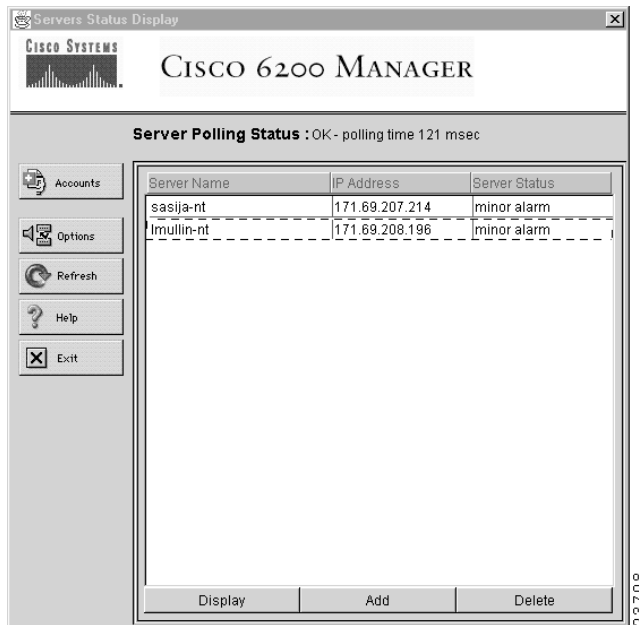 Servers Status Display
CISCO SYSTEMS
CISCO 6200 MANAGER
Server Polling Status : OK - polling time 121 msec
Accounts
Options
Refresh
Help
Exit
Server Name IP Address Server Status
sasija-nt 171.69.207.214 minor alarm
lmullin-nt 171.69.208.196 minor alarm
Display Add Delete